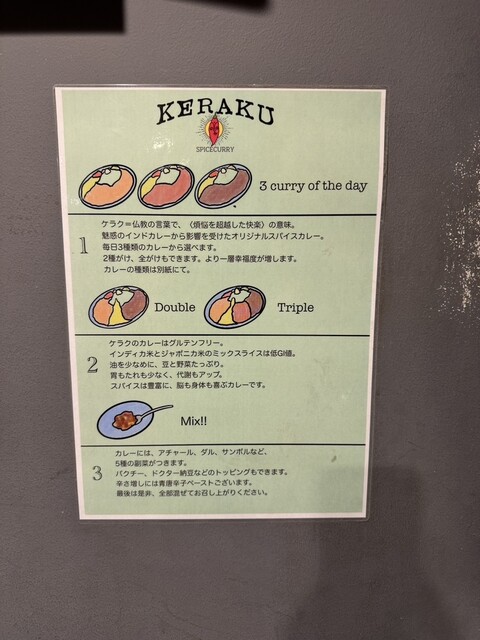 KERAKU
SPICECURRY
3 curry of the day
1
ケラク=仏教の言葉で、〈煩悩を超越した快楽〉の意味。
魅惑のインドカレーから影響を受けたオリジナルスパイスカレー。
毎日3種類のカレーから選べます。
2種がけ、全がけもできます。より一層幸福度が増します。
カレーの種類は別紙にて。
Double
Triple
2
ケラクのカレーはグルテンフリー。
インディカ米とジャポニカ米のミックスライスは低GI値。
油を少なめに、豆と野菜たっぷり。
胃もたれも少なく、代謝もアップ。
スパイスは豊富に、脳も身体も喜ぶカレーです。
Mix!!
3
カレーには、アチャール、ダル、サンボルなど、
5種の副菜がつきます。
パクチー、ドクター納豆などのトッピングもできます。
辛さ増しには青唐辛子ペーストございます。
最後は是非、全部混ぜてお召し上がりください。